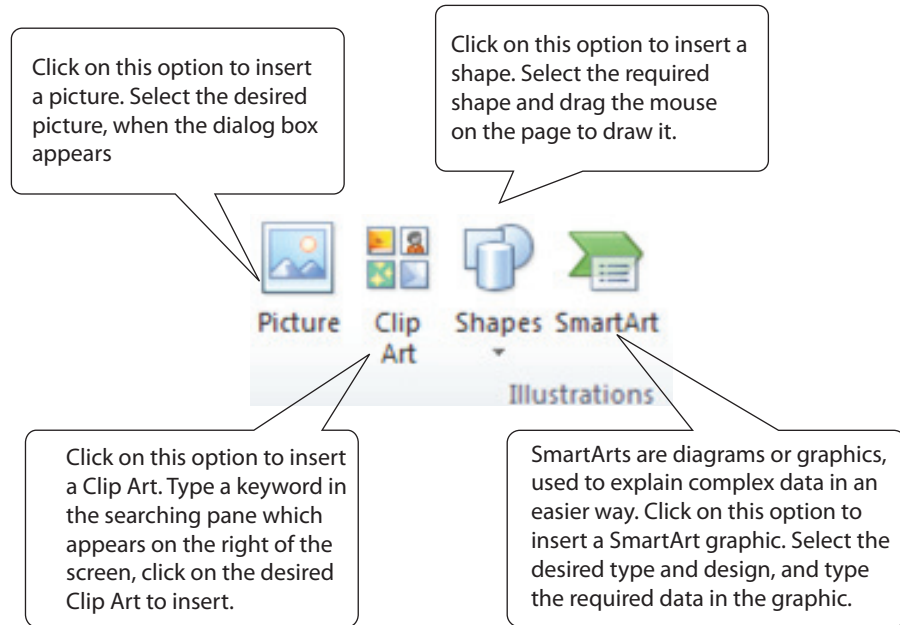 Click on this option to insert
a picture. Select the desired
picture, when the dialog box
appears
Click on this option to insert a
shape. Select the required
shape and drag the mouse
on the page to draw it.
Picture
Clip
Art
Shapes
SmartArt
Illustrations
Click on this option to insert
a Clip Art. Type a keyword in
the searching pane which
appears on the right of the
screen, click on the desired
Clip Art to insert.
SmartArts are diagrams or graphics,
used to explain complex data in an
easier way. Click on this option to
insert a SmartArt graphic. Select the
desired type and design, and type
the required data in the graphic.